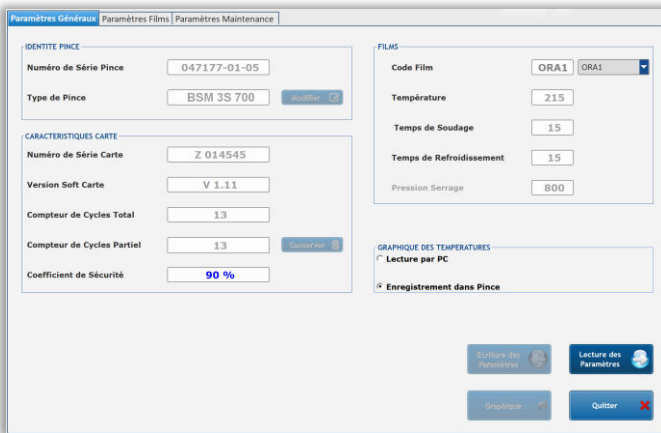 Paramètres Généraux Paramètres Films Paramètres Maintenance
IDENTITE PINCE
Numéro de Série Pince 047177-01-05
Type de Pince BSM 3S 700 Modifier
CARACTERISTIQUES CARTE
Numéro de Série Carte Z 014545
Version Soft Carte V 1.11
Compteur de Cycles Total 13
Compteur de Cycles Partiel 13 Conserver
Coefficient de Sécurité 90 %
FILMS
Code Film ORA1 ORA1
Température 215
Temps de Soudage 15
Temps de Refroidissement 15
Pression Serrage 800
GRAPHIQUE DES TEMPERATURES
Lecture par PC
Enregistrement dans Pince
Ecriture des
Paramètres
Lecture des
Paramètres
Graphique
Quitter